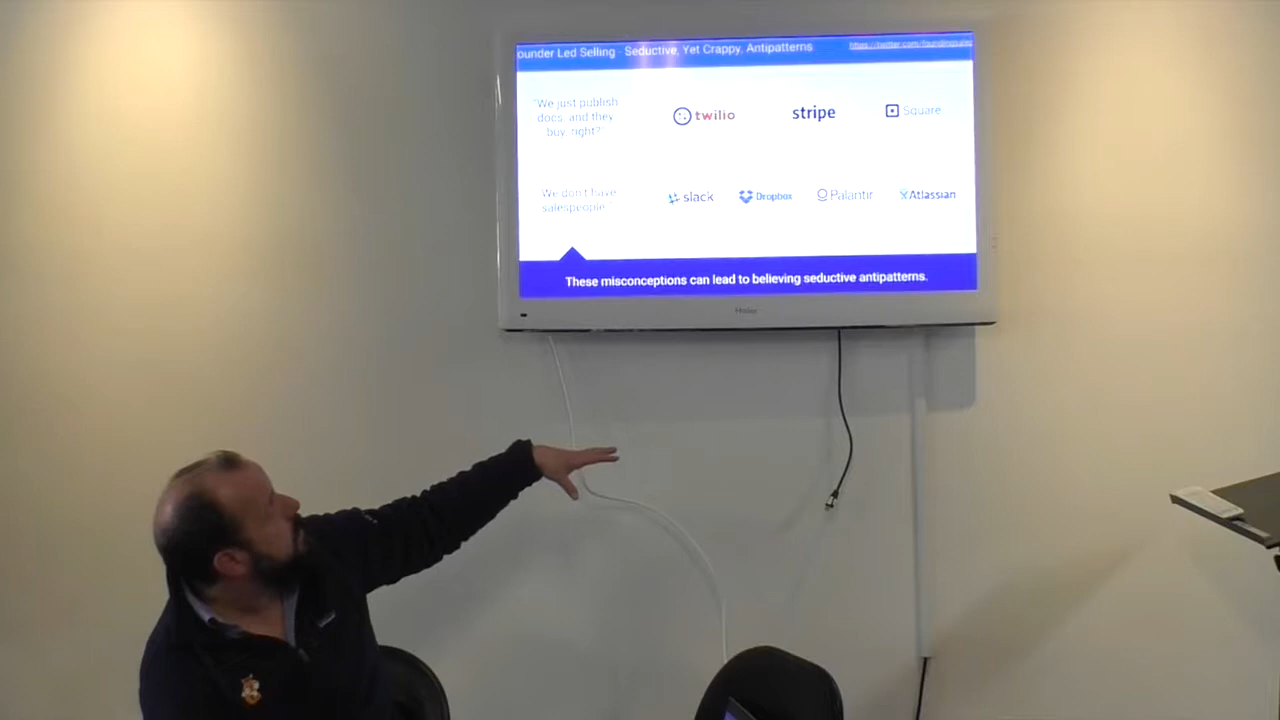 ounder Led Selling - Seductive, Yet Crappy, Antipatterns
"We just publish
docs, and they
buy, right?"
twilio
stripe
Square
We don't have
salespeople
slack
Dropbox
Palantir
Atlassian
These misconceptions can lead to believing seductive antipatterns.
Haier